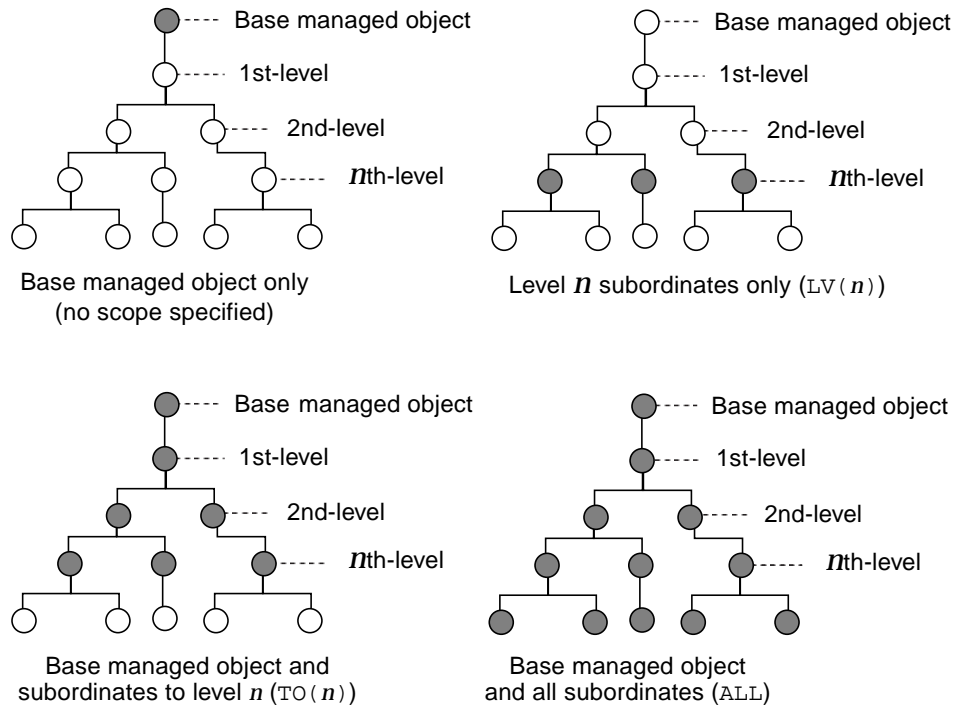 Base managed object
1st-level
2nd-level
nth-level
Base managed object only
(no scope specified)
Base managed object
1st-level
2nd-level
nth-level
Level n subordinates only (LV(n))
Base managed object
1st-level
2nd-level
nth-level
Base managed object and
subordinates to level n (TO(n))
Base managed object
1st-level
2nd-level
nth-level
Base managed object
and all subordinates (ALL)